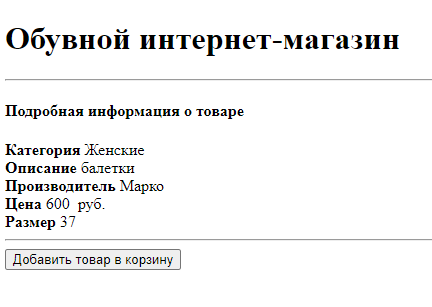 Обувной интернет-магазин
Подробная информация о товаре
Категория Женские
Описание балетки
Производитель Марко
Цена 600  руб.
Размер 37
Добавить товар в корзину